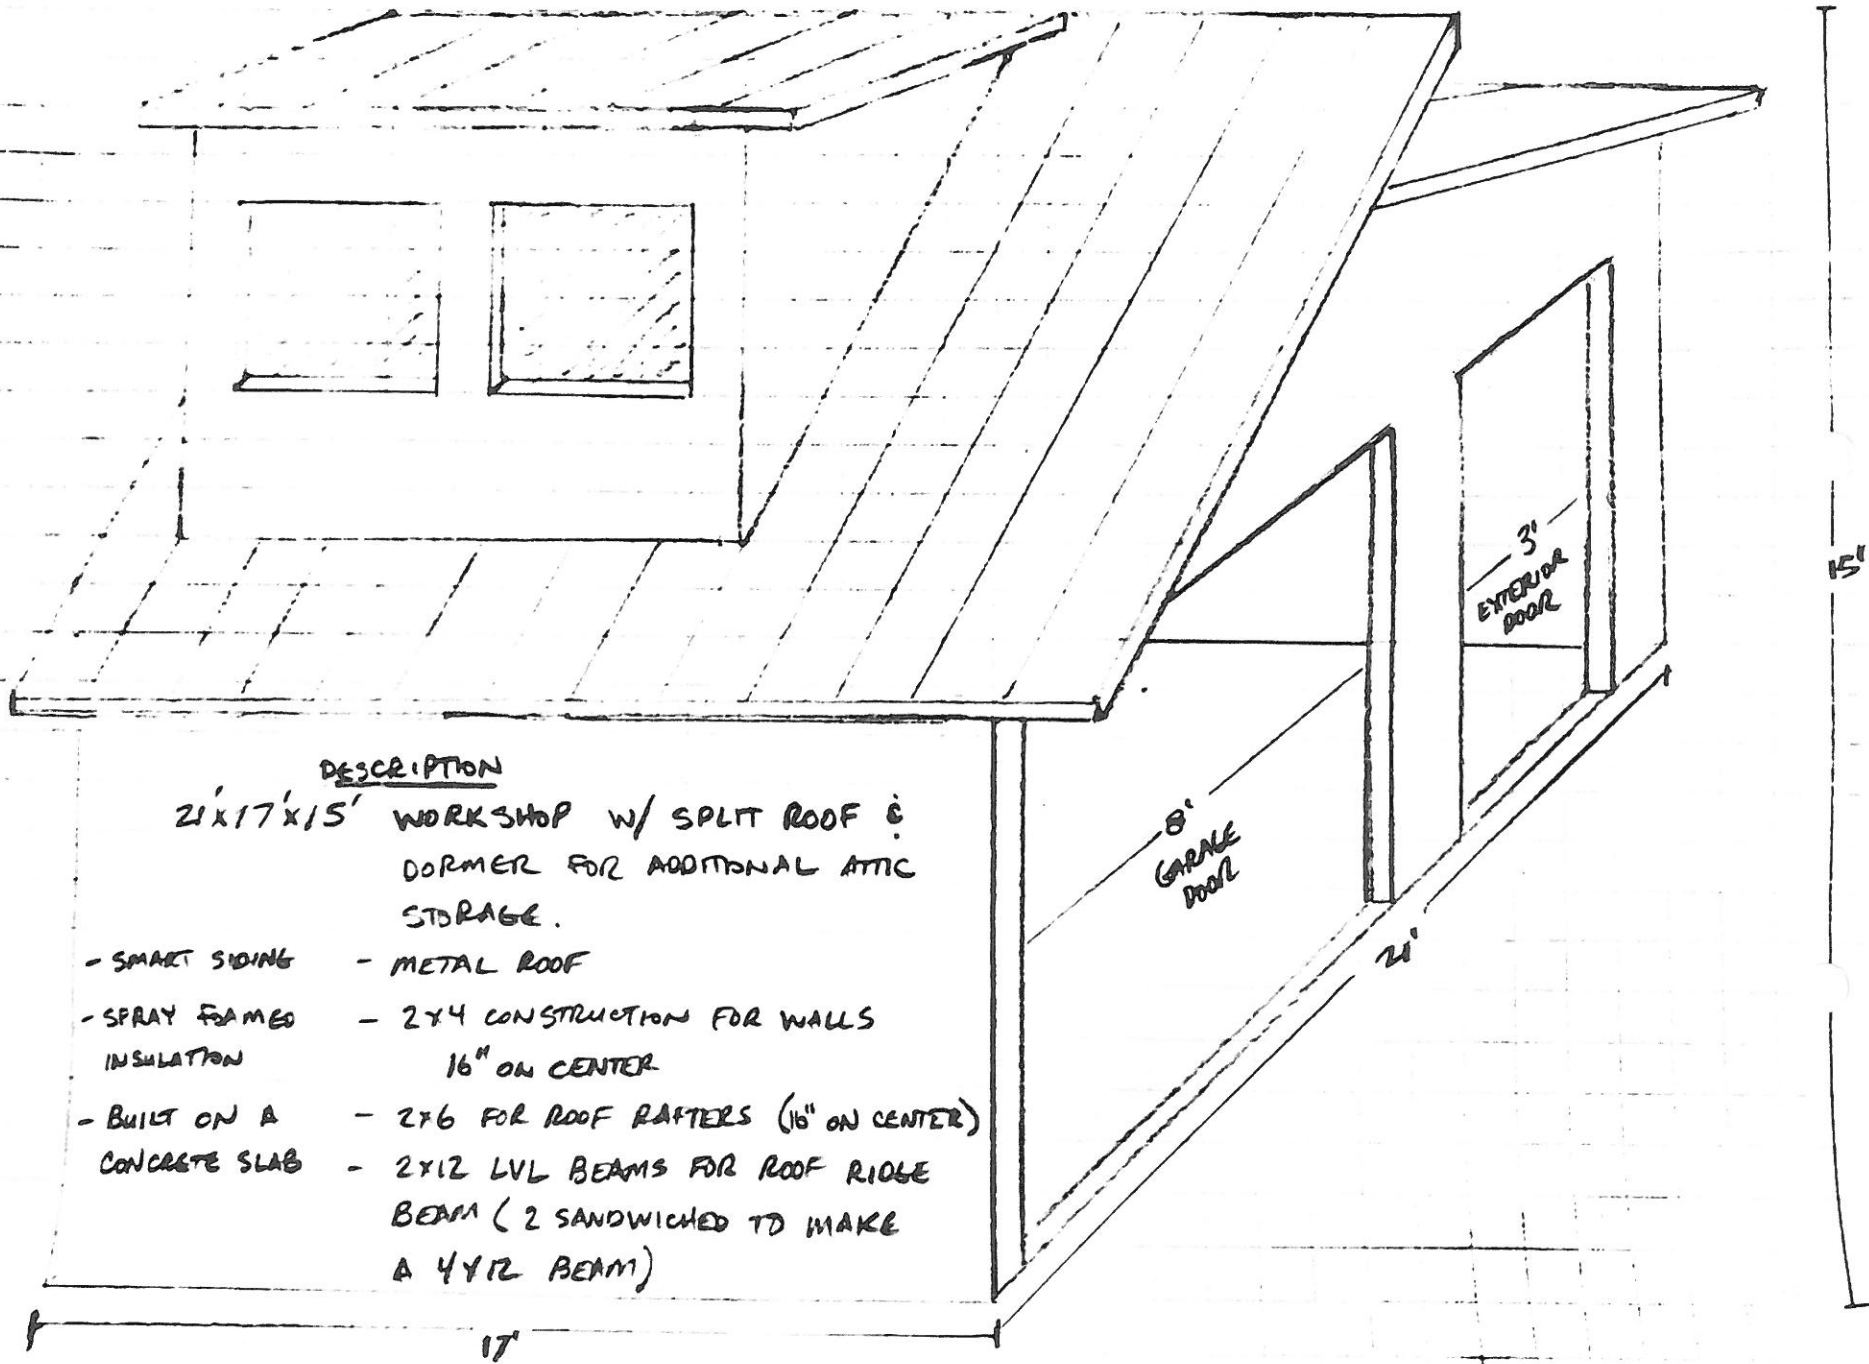 3'
EXTERIOR
DOOR
15'
8'
GARAGE
DOOR
21'
DESCRIPTION
21'x17'x15' WORKSHOP W/ SPLIT ROOF &
DORMER FOR ADDITIONAL ATTIC
STORAGE.
- SMART SIDING
- SPRAY FOAMED
INSULATION
- BUILT ON A
CONCRETE SLAB
- METAL ROOF
- 2x4 CONSTRUCTION FOR WALLS
16" ON CENTER
- 2x6 FOR ROOF RAFTERS (16" ON CENTER)
- 2x12 LVL BEAMS FOR ROOF RIDGE
BEAM (2 SANDWICHED TO MAKE
A 4x12 BEAM)
17'